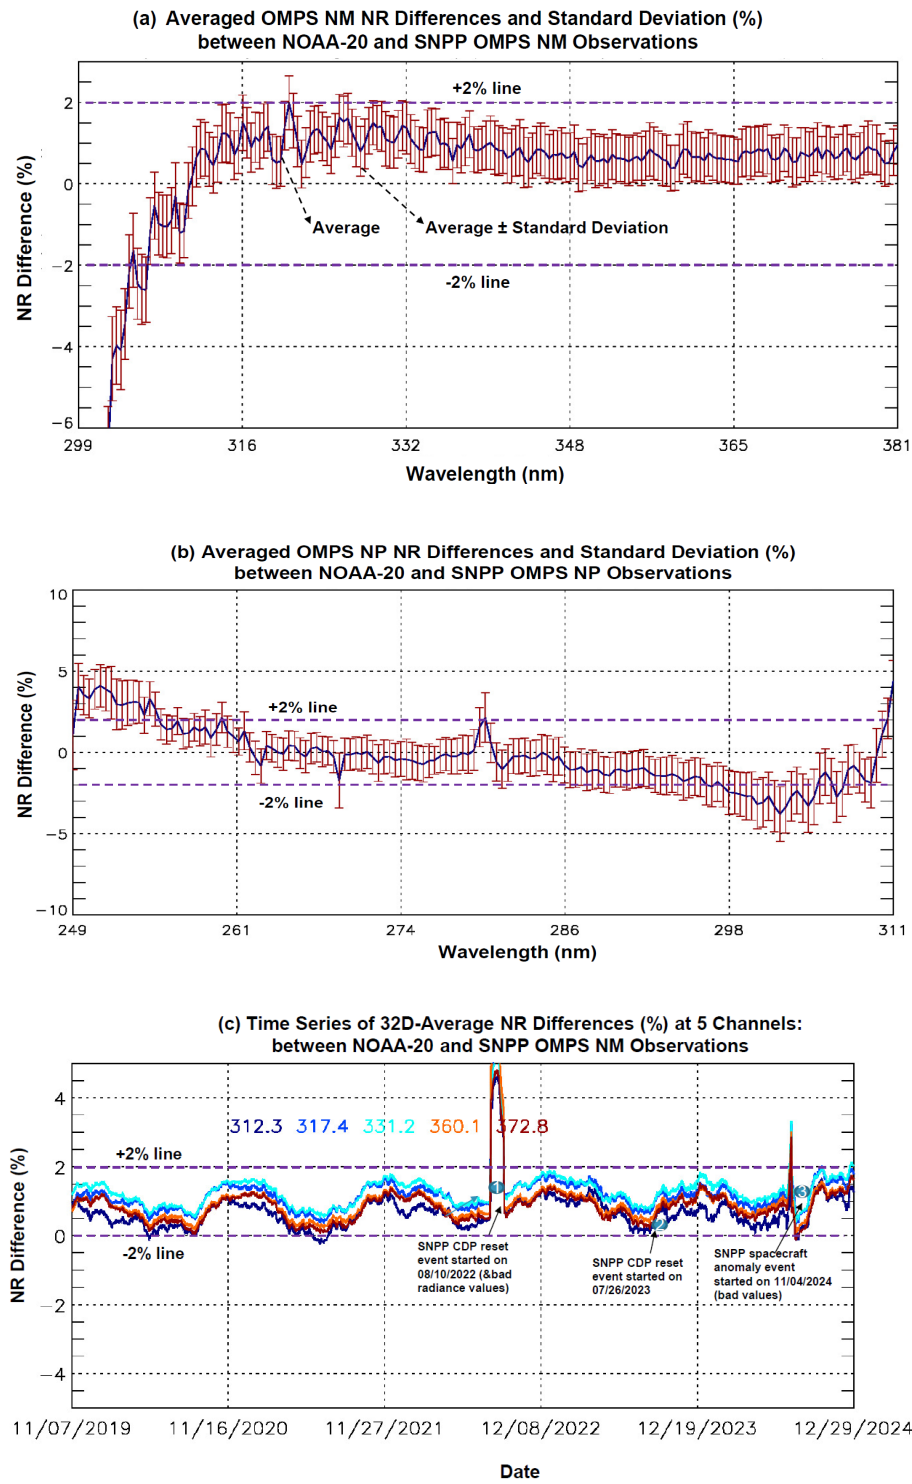 (a) Averaged OMPS NM NR Differences and Standard Deviation (%)
between NOAA-20 and SNPP OMPS NM Observations
+2% line
Average
Average ± Standard Deviation
-2% line
NR Difference (%)
2
0
−2
−4
−6
299
316
332
348
365
381
Wavelength (nm)
(b) Averaged OMPS NP NR Differences and Standard Deviation (%)
between NOAA-20 and SNPP OMPS NP Observations
+2% line
-2% line
NR Difference (%)
10
5
0
−5
−10
249
261
274
286
298
311
Wavelength (nm)
(c) Time Series of 32D-Average NR Differences (%) at 5 Channels:
between NOAA-20 and SNPP OMPS NM Observations
312.3 317.4 331.2 360.1 372.8
+2% line
-2% line
1
2
3
SNPP CDP reset
event started on
08/10/2022 (&bad
radiance values)
SNPP CDP reset
event started on
07/26/2023
SNPP spacecraft
anomaly event
started on 11/04/2024
(bad values)
NR Difference (%)
4
2
0
−2
−4
11/07/2019
11/16/2020
11/27/2021
12/08/2022
12/19/2023
12/29/2024
Date